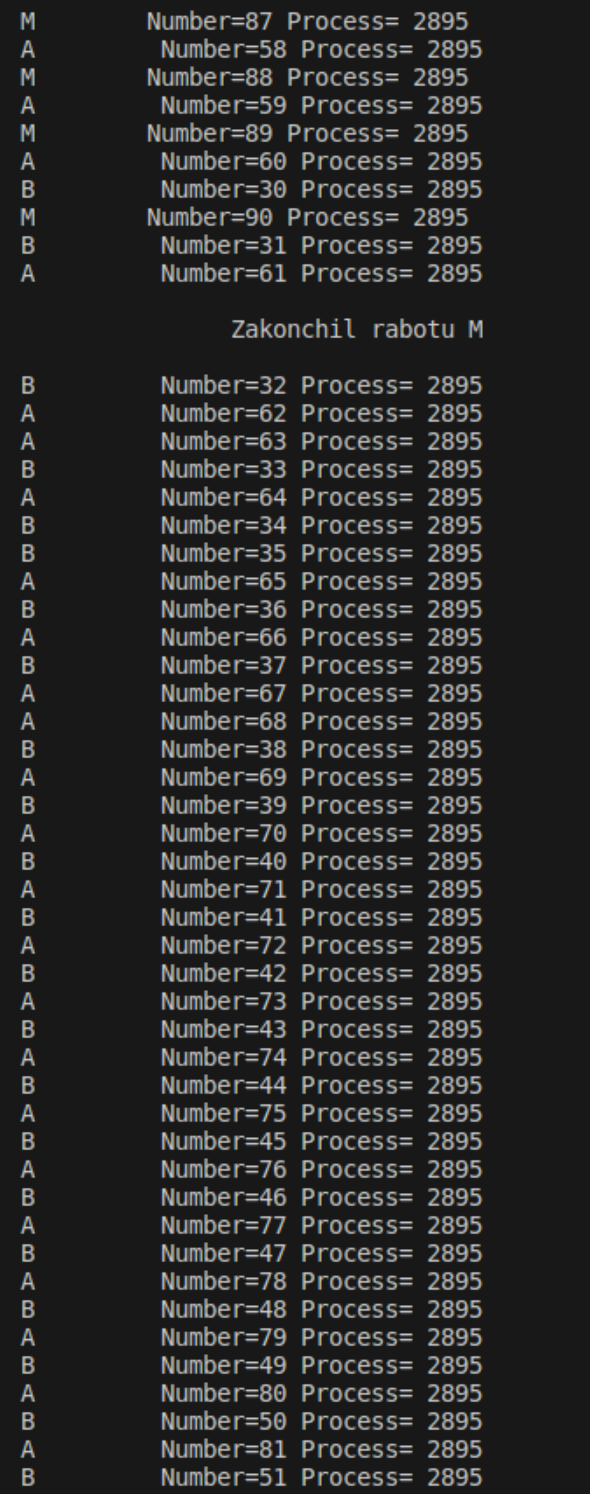 M        Number=87 Process= 2895
A         Number=58 Process= 2895
M        Number=88 Process= 2895
A         Number=59 Process= 2895
M        Number=89 Process= 2895
A         Number=60 Process= 2895
B         Number=30 Process= 2895
M        Number=90 Process= 2895
B         Number=31 Process= 2895
A         Number=61 Process= 2895
Zakonchil rabotu M
B         Number=32 Process= 2895
A         Number=62 Process= 2895
A         Number=63 Process= 2895
B         Number=33 Process= 2895
A         Number=64 Process= 2895
B         Number=34 Process= 2895
B         Number=35 Process= 2895
A         Number=65 Process= 2895
B         Number=36 Process= 2895
A         Number=66 Process= 2895
B         Number=37 Process= 2895
A         Number=67 Process= 2895
A         Number=68 Process= 2895
B         Number=38 Process= 2895
A         Number=69 Process= 2895
B         Number=39 Process= 2895
A         Number=70 Process= 2895
B         Number=40 Process= 2895
A         Number=71 Process= 2895
B         Number=41 Process= 2895
A         Number=72 Process= 2895
B         Number=42 Process= 2895
A         Number=73 Process= 2895
B         Number=43 Process= 2895
A         Number=74 Process= 2895
B         Number=44 Process= 2895
A         Number=75 Process= 2895
B         Number=45 Process= 2895
A         Number=76 Process= 2895
B         Number=46 Process= 2895
A         Number=77 Process= 2895
B         Number=47 Process= 2895
A         Number=78 Process= 2895
B         Number=48 Process= 2895
A         Number=79 Process= 2895
B         Number=49 Process= 2895
A         Number=80 Process= 2895
B         Number=50 Process= 2895
A         Number=81 Process= 2895
B         Number=51 Process= 2895